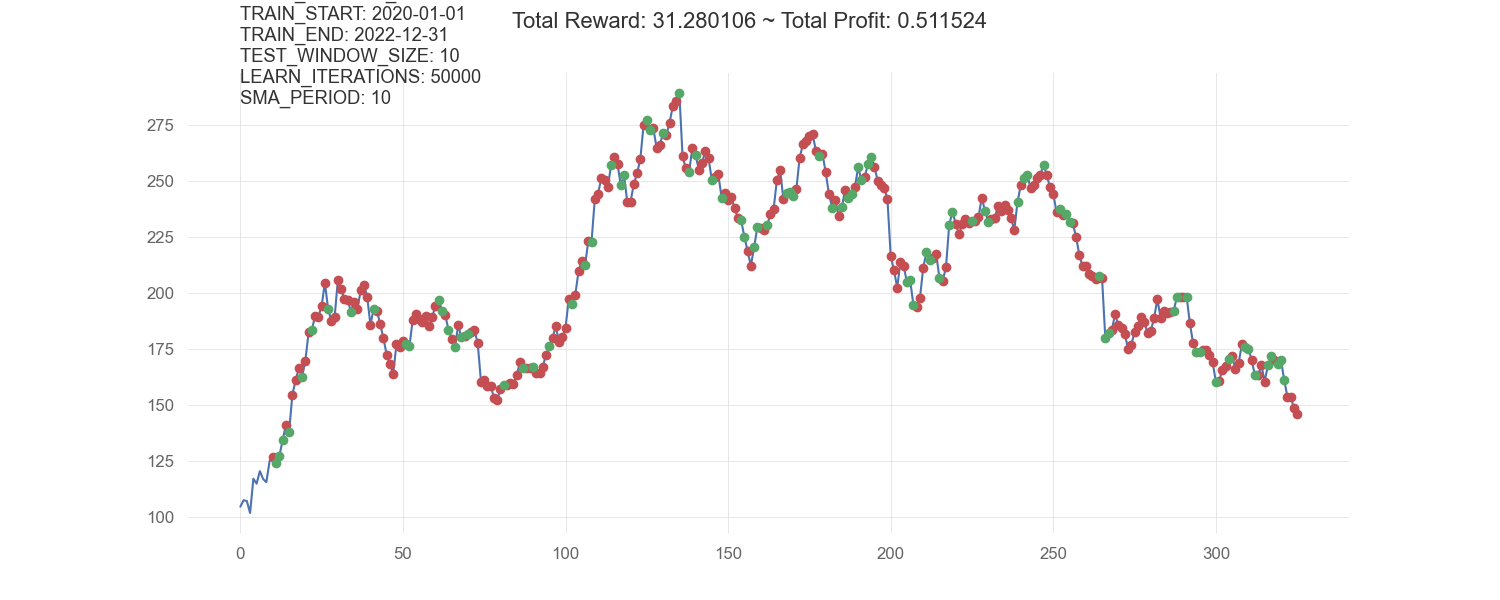 TRAIN_START: 2020-01-01
TRAIN_END: 2022-12-31
TEST_WINDOW_SIZE: 10
LEARN_ITERATIONS: 50000
SMA_PERIOD: 10
Total Reward: 31.280106 ~ Total Profit: 0.511524
275
250
225
200
175
150
125
100
0
50
100
150
200
250
300